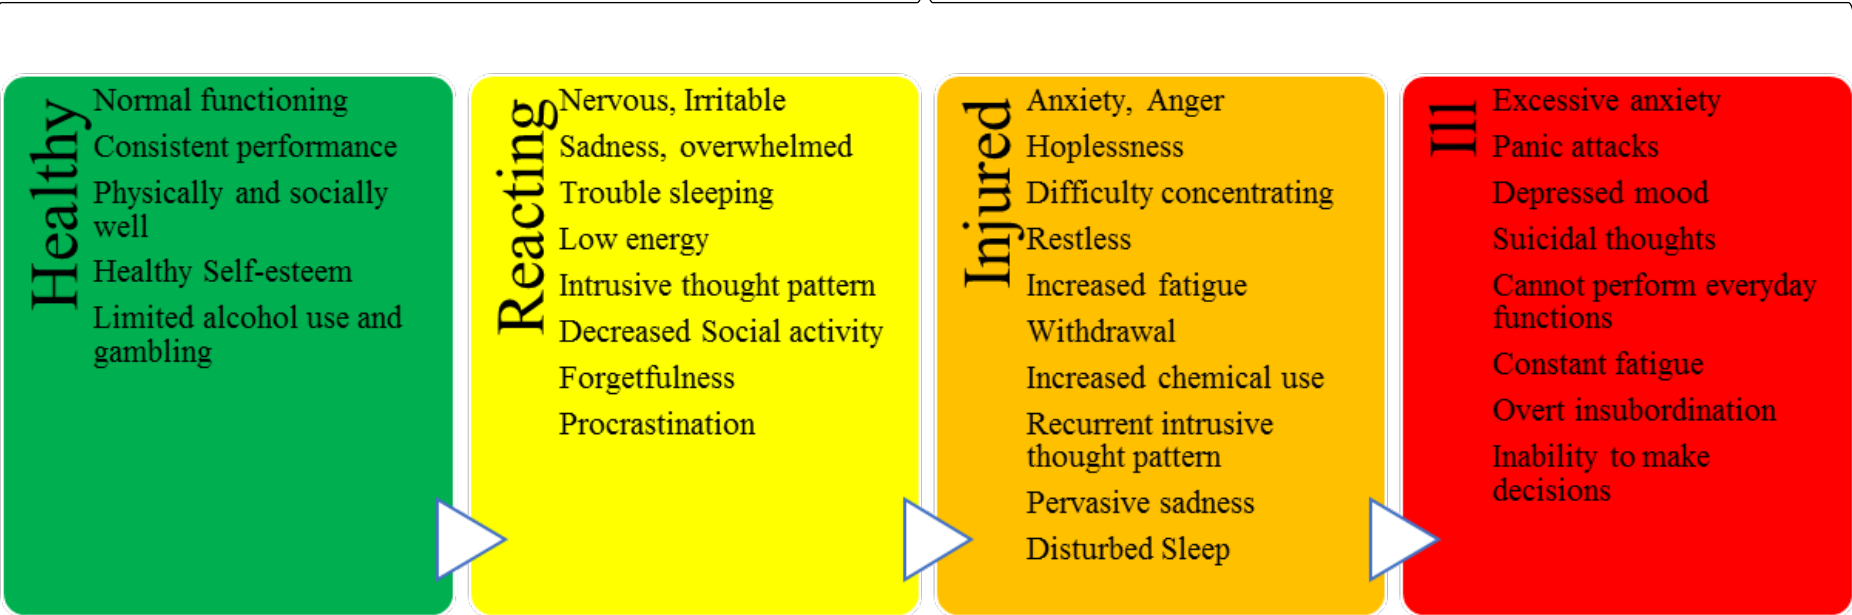 Healthy
Normal functioning
Consistent performance
Physically and socially
well
Healthy Self-esteem
Limited alcohol use and
gambling
Reacting
Nervous, Irritable
Sadness, overwhelmed
Trouble sleeping
Low energy
Intrusive thought pattern
Decreased Social activity
Forgetfulness
Procrastination
Injured
Anxiety, Anger
Hoplessness
Difficulty concentrating
Restless
Increased fatigue
Withdrawal
Increased chemical use
Recurrent intrusive
thought pattern
Pervasive sadness
Disturbed Sleep
Ill
Excessive anxiety
Panic attacks
Depressed mood
Suicidal thoughts
Cannot perform everyday
functions
Constant fatigue
Overt insubordination
Inability to make
decisions